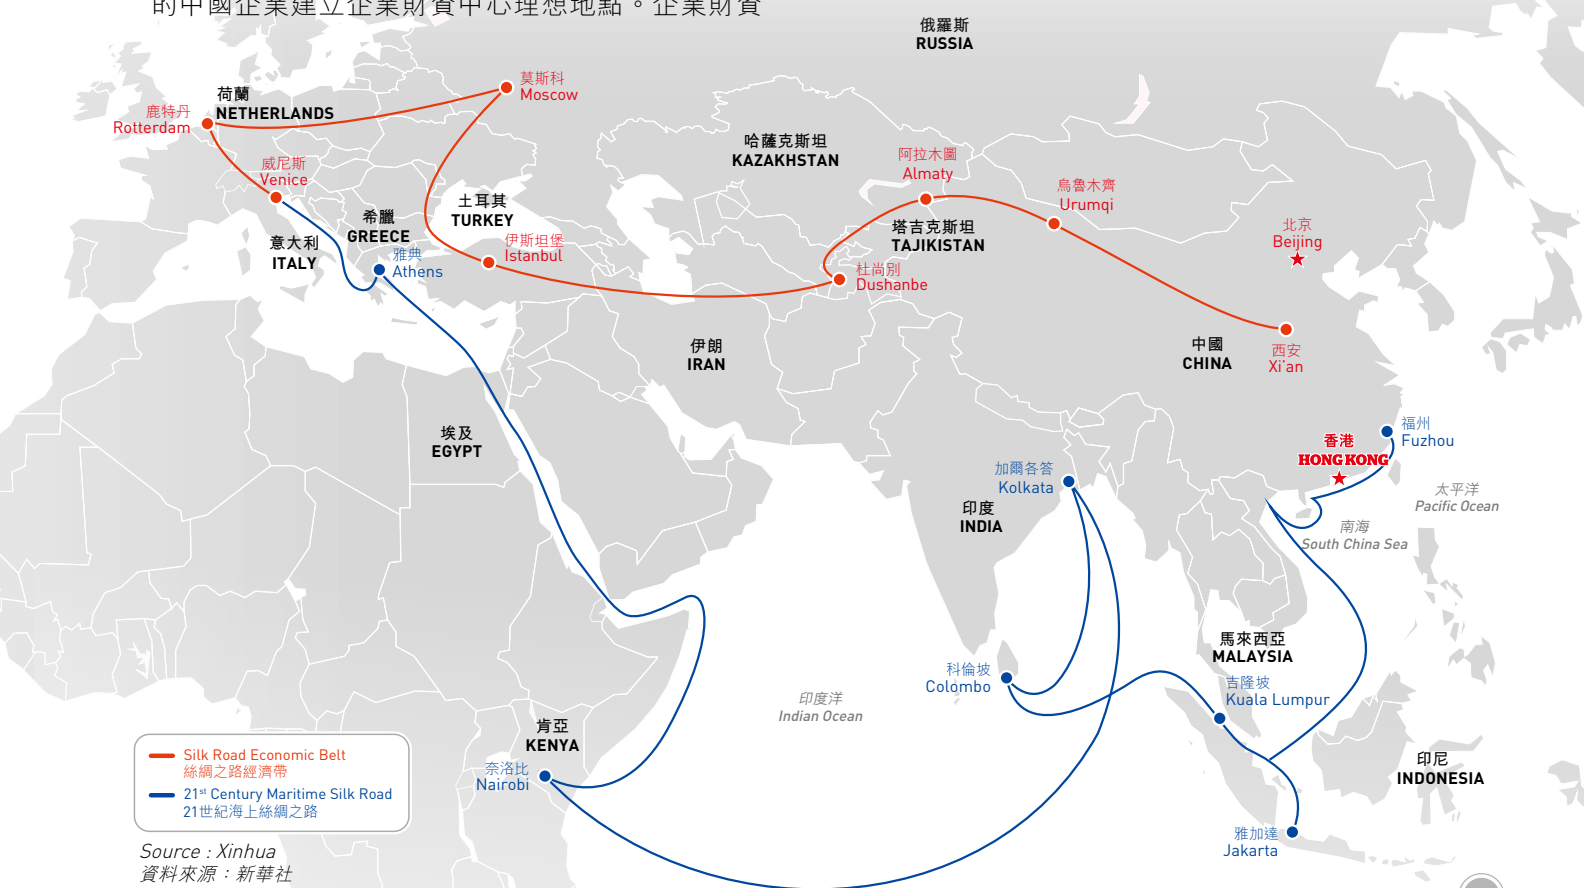 的中國企業建立企業財資中心理想地點。企業財資
俄羅斯
RUSSIA
莫斯科
Moscow
荷蘭
NETHERLANDS
鹿特丹
Rotterdam
哈薩克斯坦
KAZAKHSTAN
阿拉木圖
Almaty
威尼斯
Venice
烏魯木齊
Urumqi
土耳其
TURKEY
希臘
GREECE
塔吉克斯坦
TAJIKISTAN
北京
Beijing
意大利
ITALY
伊斯坦堡
Istanbul
雅典
Athens
杜尚別
Dushanbe
伊朗
IRAN
中國
CHINA
西安
Xi'an
埃及
EGYPT
福州
Fuzhou
香港
HONG KONG
加爾各答
Kolkata
印度
INDIA
太平洋
Pacific Ocean
南海
South China Sea
馬來西亞
MALAYSIA
科倫坡
Colombo
吉隆坡
Kuala Lumpur
印度洋
Indian Ocean
肯亞
KENYA
奈洛比
Nairobi
印尼
INDONESIA
雅加達
Jakarta
Silk Road Economic Belt
絲綢之路經濟帶
21st Century Maritime Silk Road
21世紀海上絲綢之路
Source : Xinhua
資料來源：新華社